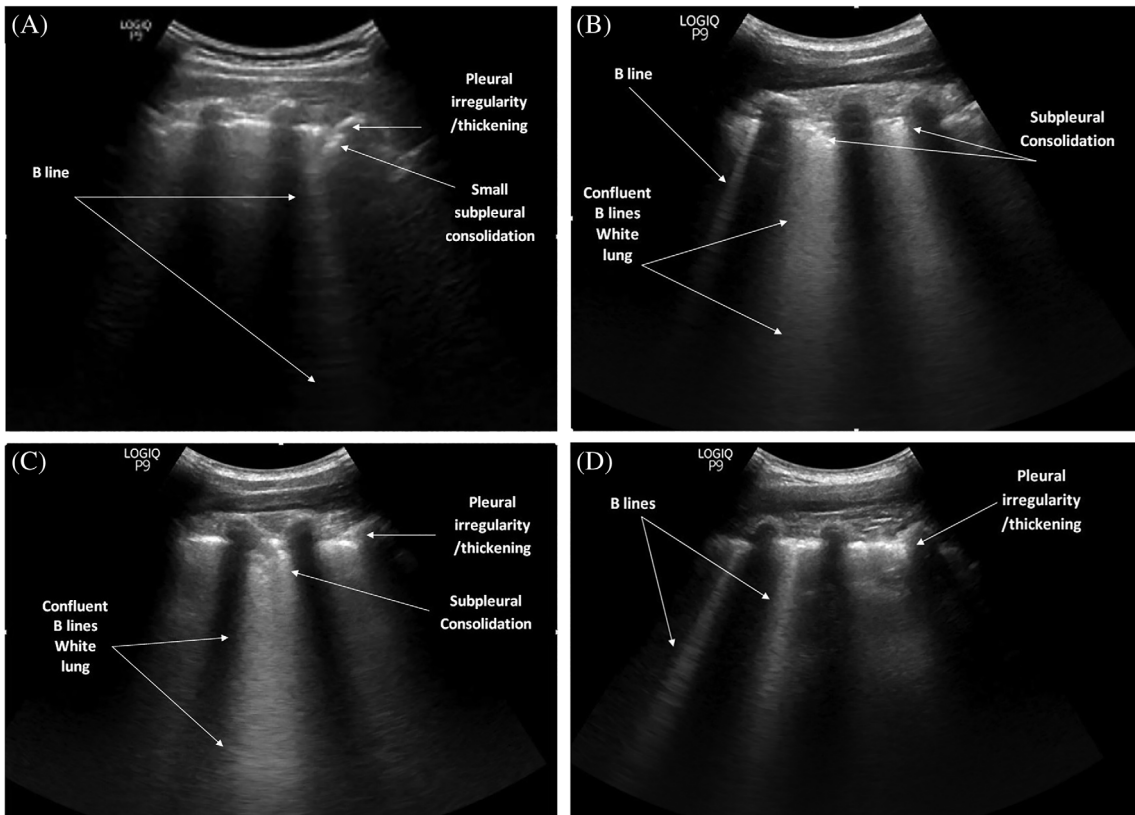 (A)
LOGIQ
P9
Pleural
irregularity
/thickening
B line
Small
subpleural
consolidation
(B)
LOGIQ
P9
B line
Subpleural
Consolidation
Confluent
B lines
White
lung
(C)
LOGIQ
P9
Pleural
irregularity
/thickening
Confluent
B lines
White
lung
Subpleural
Consolidation
(D)
LOGIQ
P9
B lines
Pleural
irregularity
/thickening